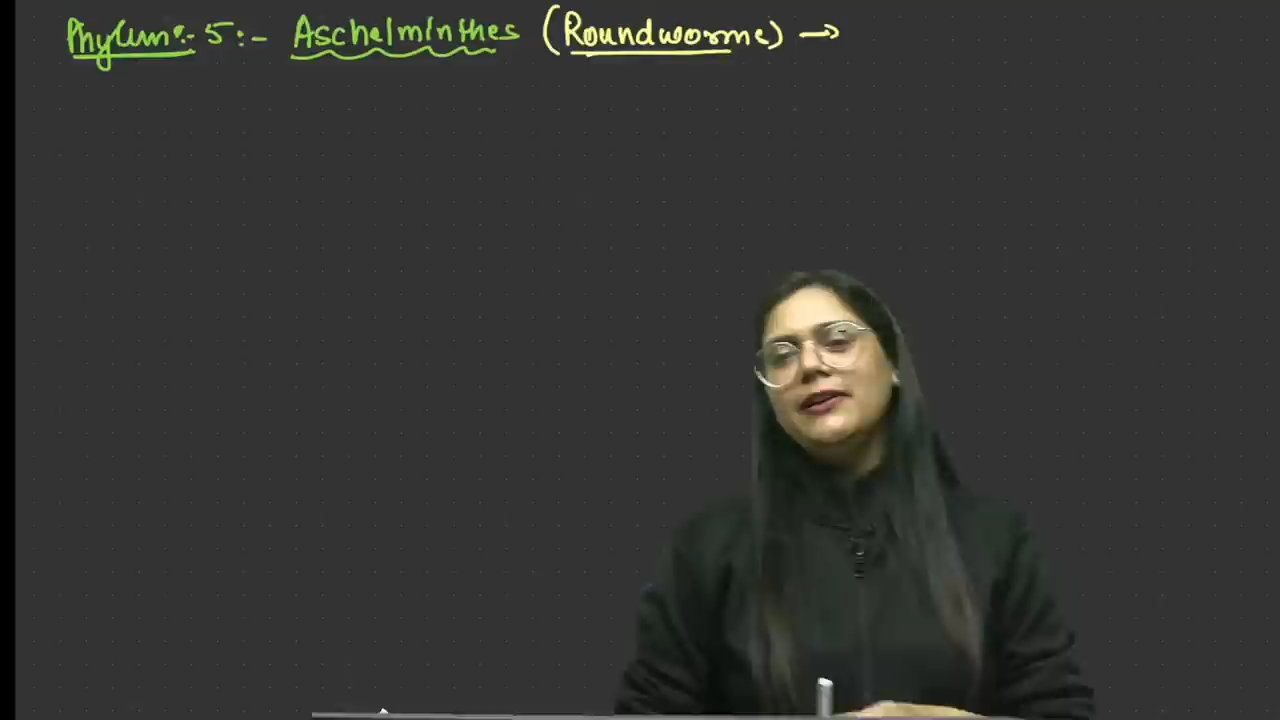 Phylum:- 5:- Aschelminthes (Roundworms) →